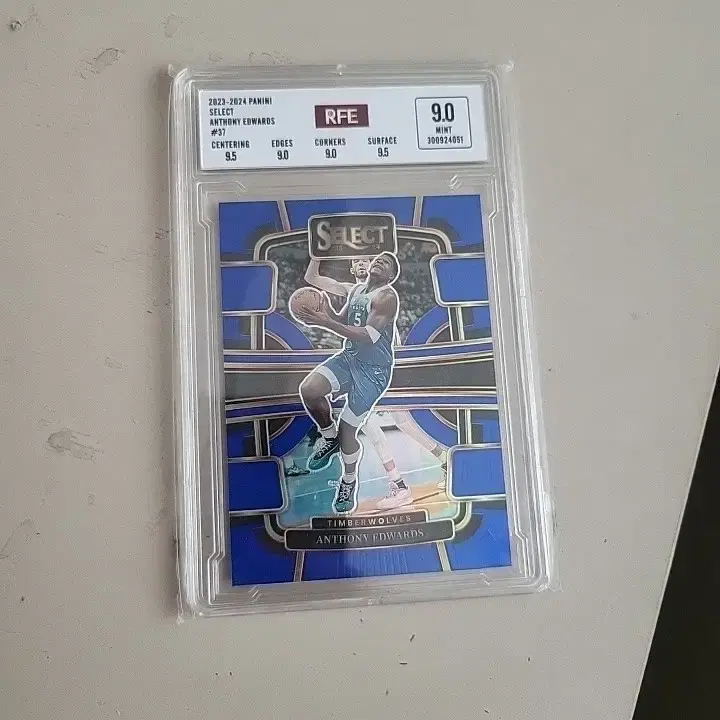 2023-2024 PANINI
SELECT
ANTHONY EDWARDS
#37
RFE
9.0
MINT
300924051
CENTERING EDGES CORNERS SURFACE
9.5 9.0 9.0 9.5
SELECT
5
TIMBERWOLVES
ANTHONY EDWARDS